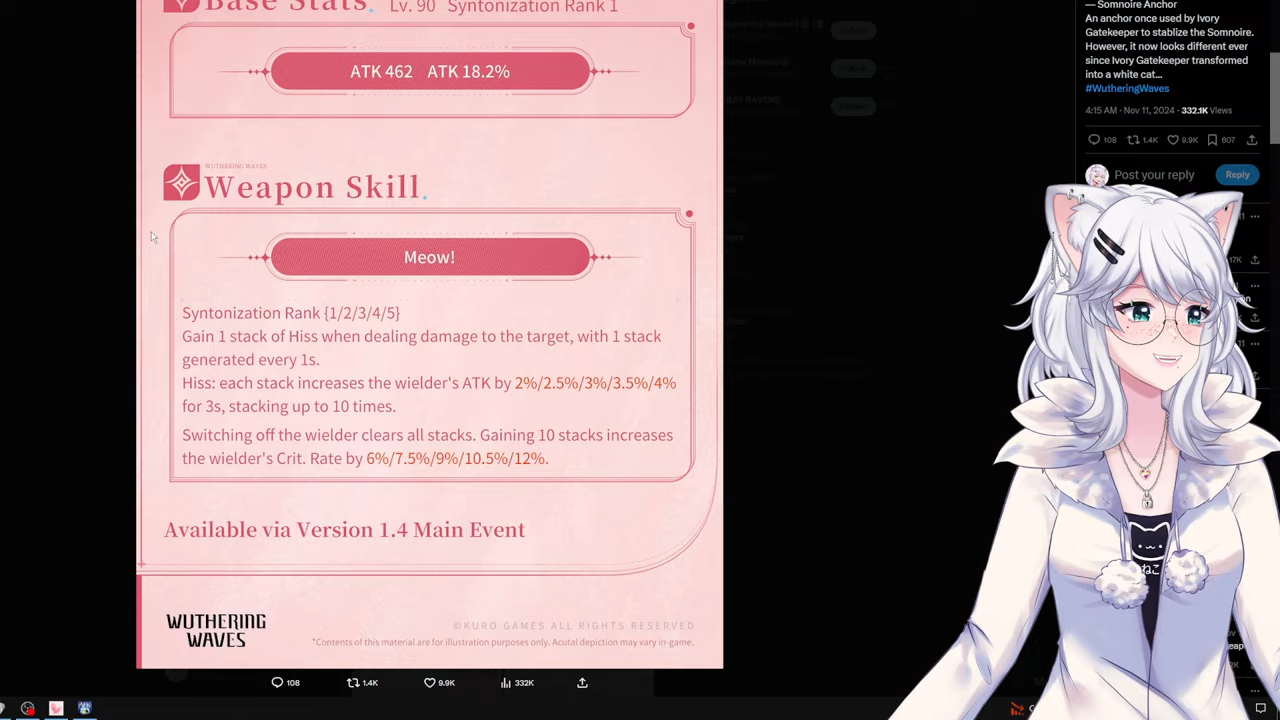 Base Stats. Lv. 90 Syntonization Rank 1
ATK 462 ATK 18.2%
WUTHERING WAVES
Weapon Skill.
Meow!
Syntonization Rank {1/2/3/4/5}
Gain 1 stack of Hiss when dealing damage to the target, with 1 stack
generated every 1s.
Hiss: each stack increases the wielder's ATK by 2%/2.5%/3%/3.5%/4%
for 3s, stacking up to 10 times.
Switching off the wielder clears all stacks. Gaining 10 stacks increases
the wielder's Crit. Rate by 6%/7.5%/9%/10.5%/12%.
Available via Version 1.4 Main Event
WUTHERING
WAVES
©KURO GAMES ALL RIGHTS RESERVED
*Contents of this material are for illustration purposes only. Acutal depiction may vary in-game.
108 1.4K 9.9K 332K
— Somnoire Anchor
An anchor once used by Ivory
Gatekeeper to stablize the Somnoire.
However, it now looks different ever
since Ivory Gatekeeper transformed
into a white cat...
#WutheringWaves
4:15 AM · Nov 11, 2024 · 332.1K Views
108 1.4K 9.9K 607
Post your reply Reply
ねこ